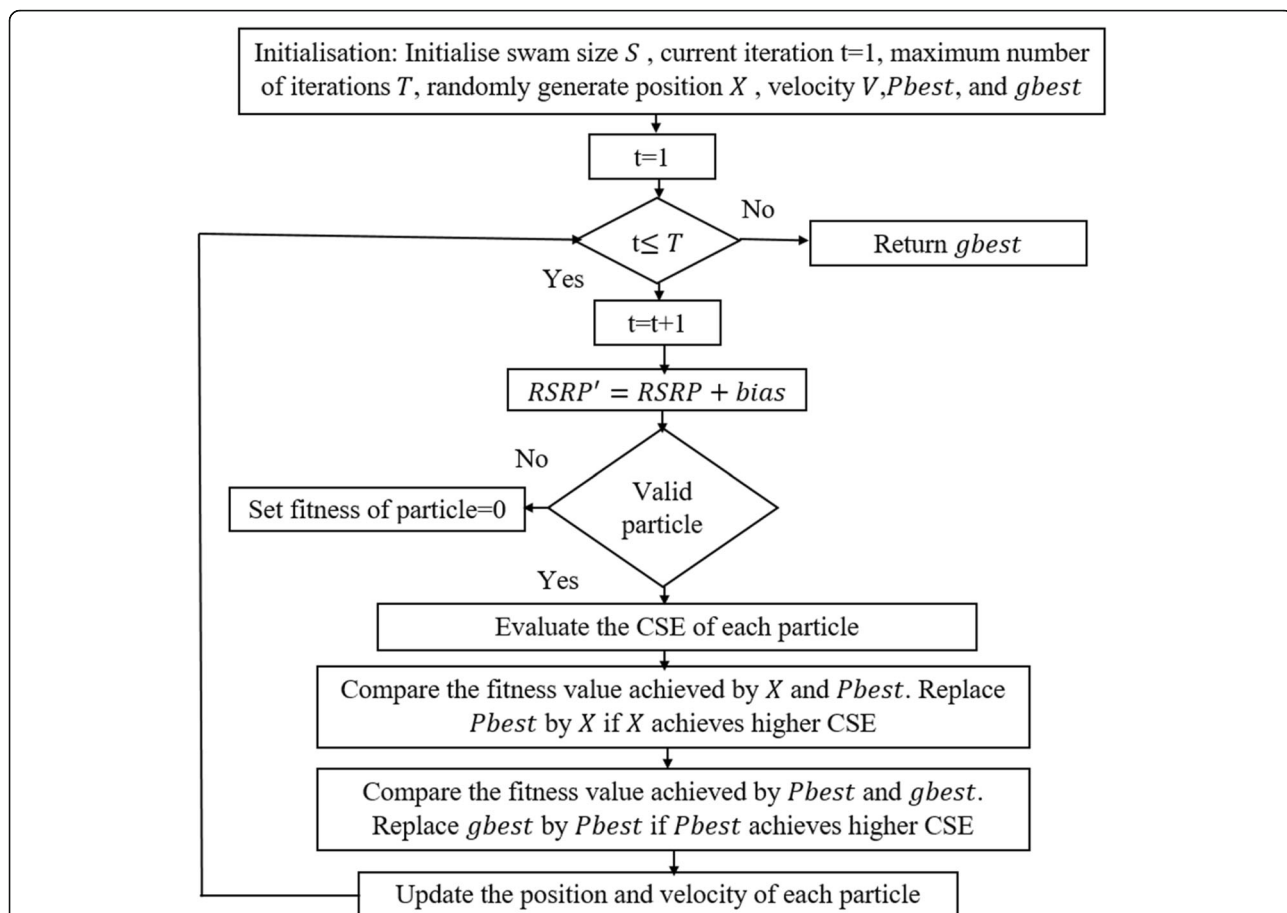 Initialisation: Initialise swam size S , current iteration t=1, maximum number
of iterations T, randomly generate position X , velocity V,Pbest, and gbest
t=1
No
t≤ T
Return gbest
Yes
t=t+1
RSRP′ = RSRP + bias
No
Valid
particle
Set fitness of particle=0
Yes
Evaluate the CSE of each particle
Compare the fitness value achieved by X and Pbest. Replace
Pbest by X if X achieves higher CSE
Compare the fitness value achieved by Pbest and gbest.
Replace gbest by Pbest if Pbest achieves higher CSE
Update the position and velocity of each particle